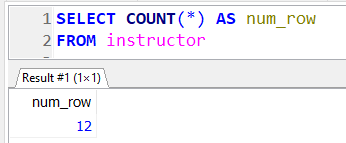 1 SELECT COUNT(*) AS num_row
2 FROM instructor
Result #1 (1×1)
num_row
12